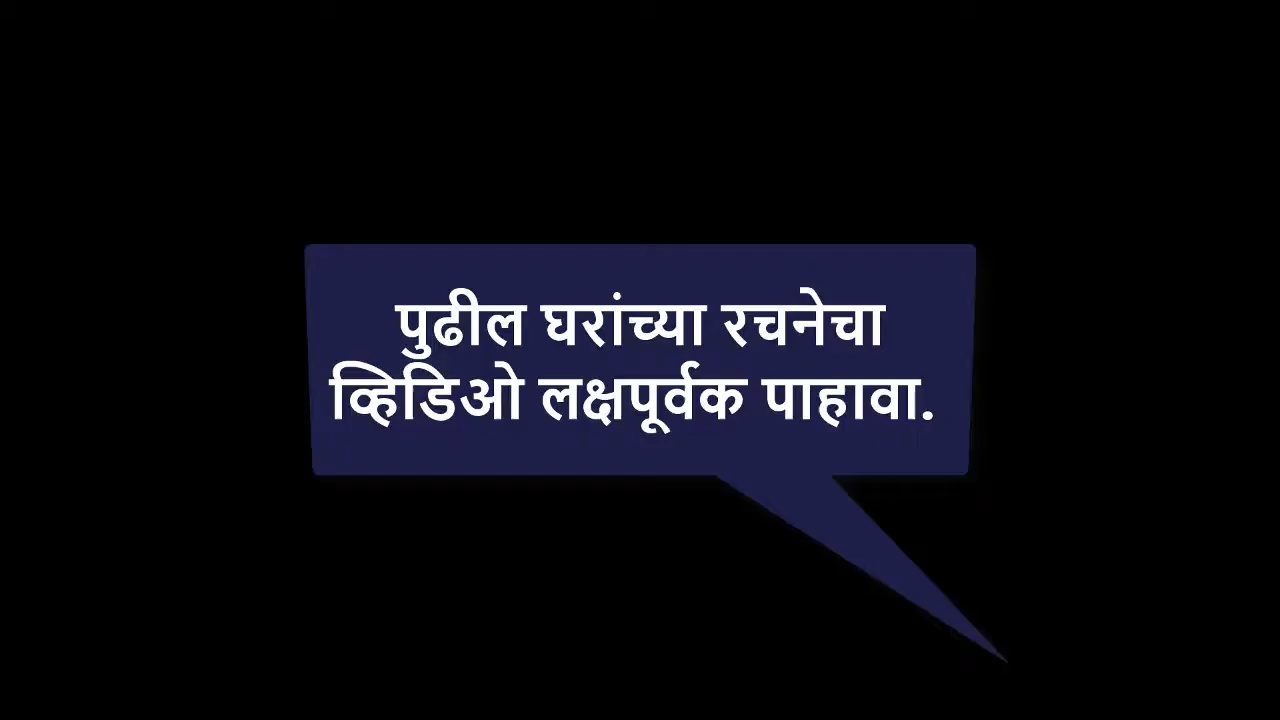 पुढील घरांच्या रचनेचा
व्हिडिओ लक्षपूर्वक पाहावा.